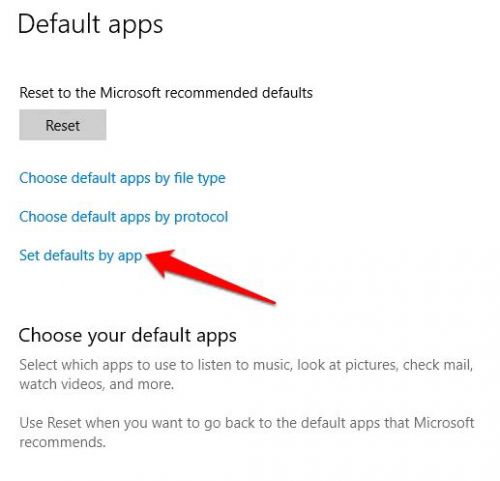 Default apps
Reset to the Microsoft recommended defaults
Reset
Choose default apps by file type
Choose default apps by protocol
Set defaults by app
Choose your default apps
Select which apps to use to listen to music, look at pictures, check mail,
watch videos, and more.
Use Reset when you want to go back to the default apps that Microsoft
recommends.